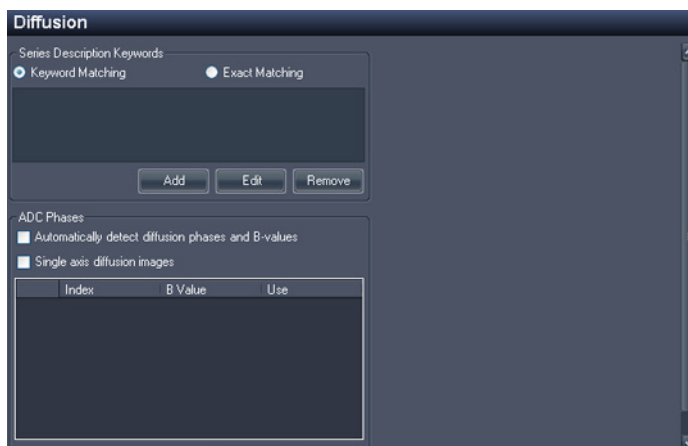 Diffusion
Series Description Keywords
Keyword Matching Exact Matching
Add Edit Remove
ADC Phases
Automatically detect diffusion phases and B-values
Single axis diffusion images
Index B Value Use